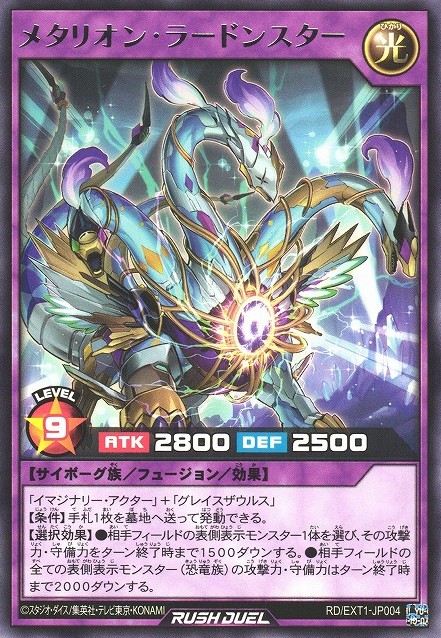 メタリオン・ラードンスター
ひかり
光
LEVEL
9
ATK 2800 DEF 2500
【サイボーグ族／フュージョン／効果】
「イマジナリー・アクター」＋「グレイスザウルス」
【条件】手札1枚を墓地へ送って発動できる。
【選択効果】●相手フィールドの表側表示モンスター1体を選び、その攻撃
力・守備力をターン終了時まで1500ダウンする。●相手フィールドの
全ての表側表示モンスター（恐竜族）の攻撃力・守備力はターン終了時
まで2000ダウンする。
©スタジオ・ダイス/集英社・テレビ東京・KONAMI
RUSH DUEL
RD/EXT1-JP004